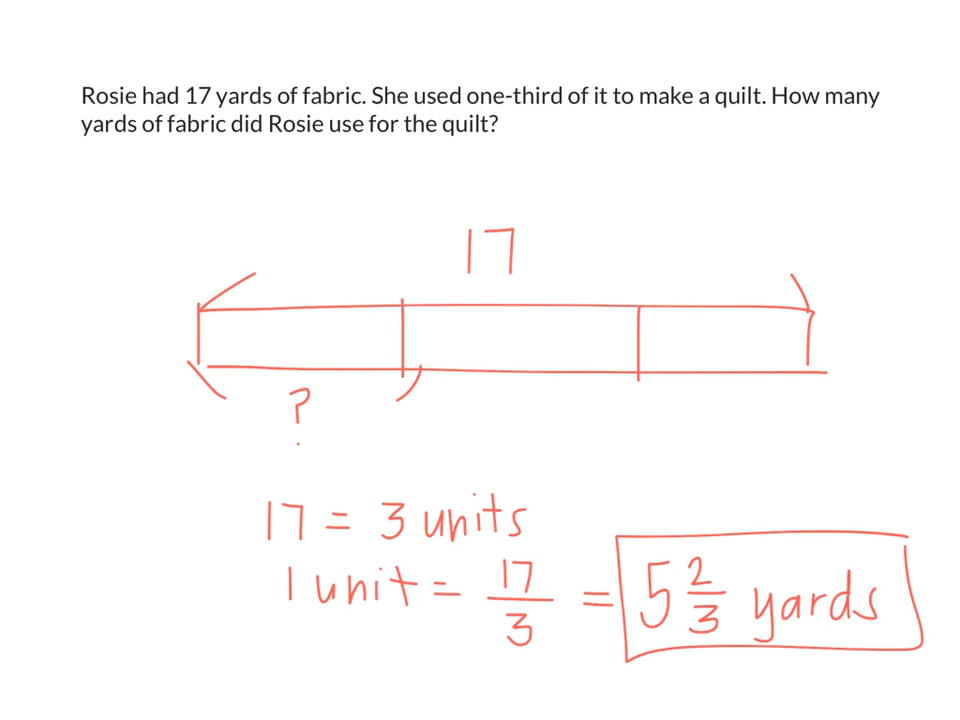 Rosie had 17 yards of fabric. She used one-third of it to make a quilt. How many
yards of fabric did Rosie use for the quilt?
17
?
17 = 3 units
1 unit = 17/3 = 5 2/3 yards